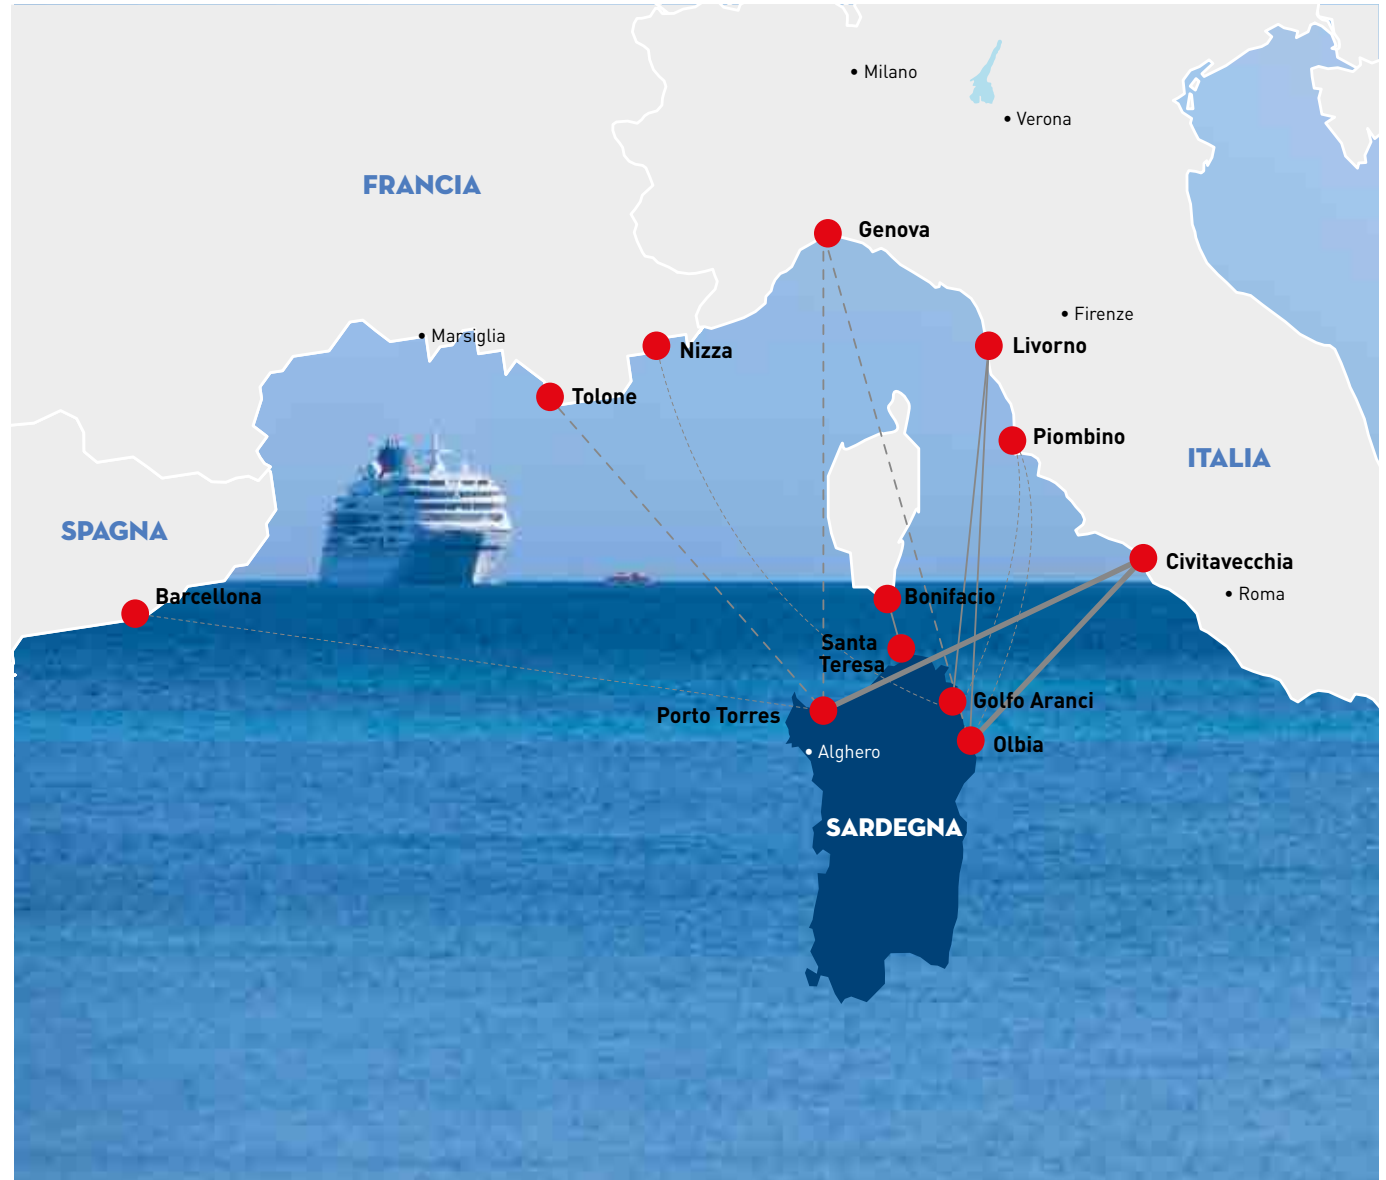 • Milano
• Verona
FRANCIA
Genova
• Firenze
• Marsiglia
Nizza
Livorno
Tolone
Piombino
ITALIA
SPAGNA
Civitavecchia
Barcellona
Bonifacio
• Roma
Santa
Teresa
Golfo Aranci
Porto Torres
Olbia
• Alghero
SARDEGNA